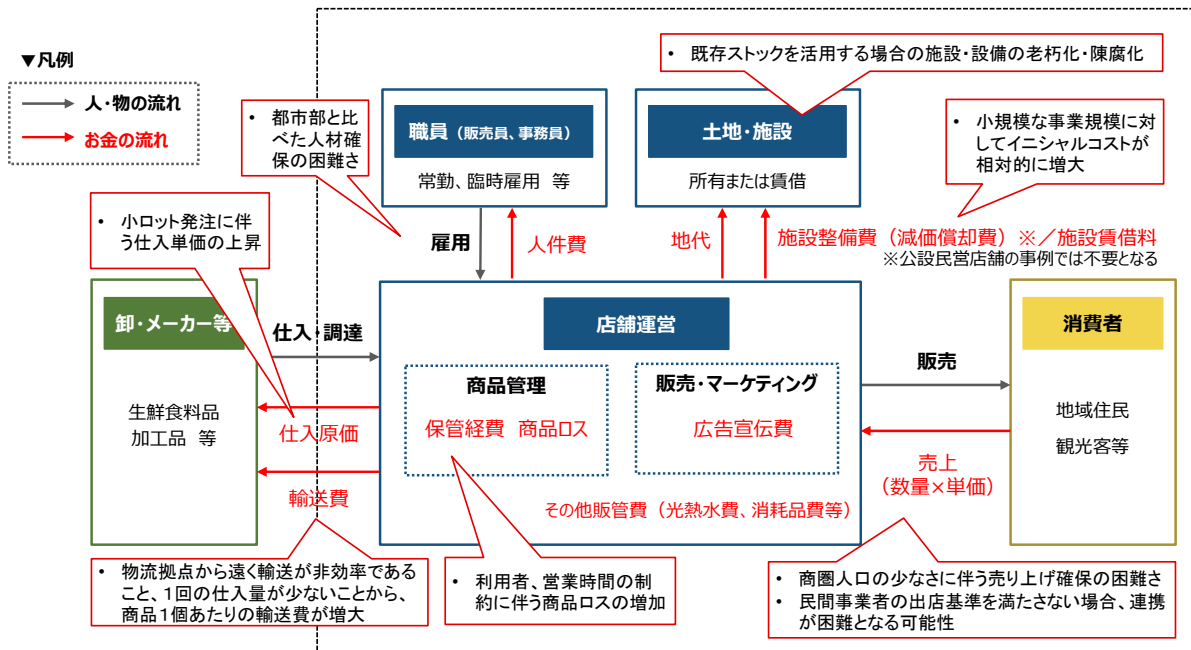 ▼凡例
人・物の流れ
お金の流れ
• 既存ストックを活用する場合の施設・設備の老朽化・陳腐化
• 都市部と比
べた人材確
保の困難さ
職員（販売員、事務員）
常勤、臨時雇用 等
土地・施設
所有または賃借
• 小規模な事業規模に対
してイニシャルコストが
相対的に増大
• 小ロット発注に伴
う仕入単価の上昇
雇用
人件費
地代
施設整備費（減価償却費）※／施設賃借料
※公設民営店舗の事例では不要となる
卸・メーカー等
生鮮食料品
加工品 等
仕入・調達
仕入原価
輸送費
店舗運営
商品管理
保管経費 商品ロス
販売・マーケティング
広告宣伝費
その他販管費（光熱水費、消耗品費等）
販売
売上
（数量×単価）
消費者
地域住民
観光客等
• 物流拠点から遠く輸送が非効率である
こと、１回の仕入量が少ないことから、
商品１個あたりの輸送費が増大
• 利用者、営業時間の制
約に伴う商品ロスの増加
• 商圏人口の少なさに伴う売り上げ確保の困難さ
• 民間事業者の出店基準を満たさない場合、連携
が困難となる可能性